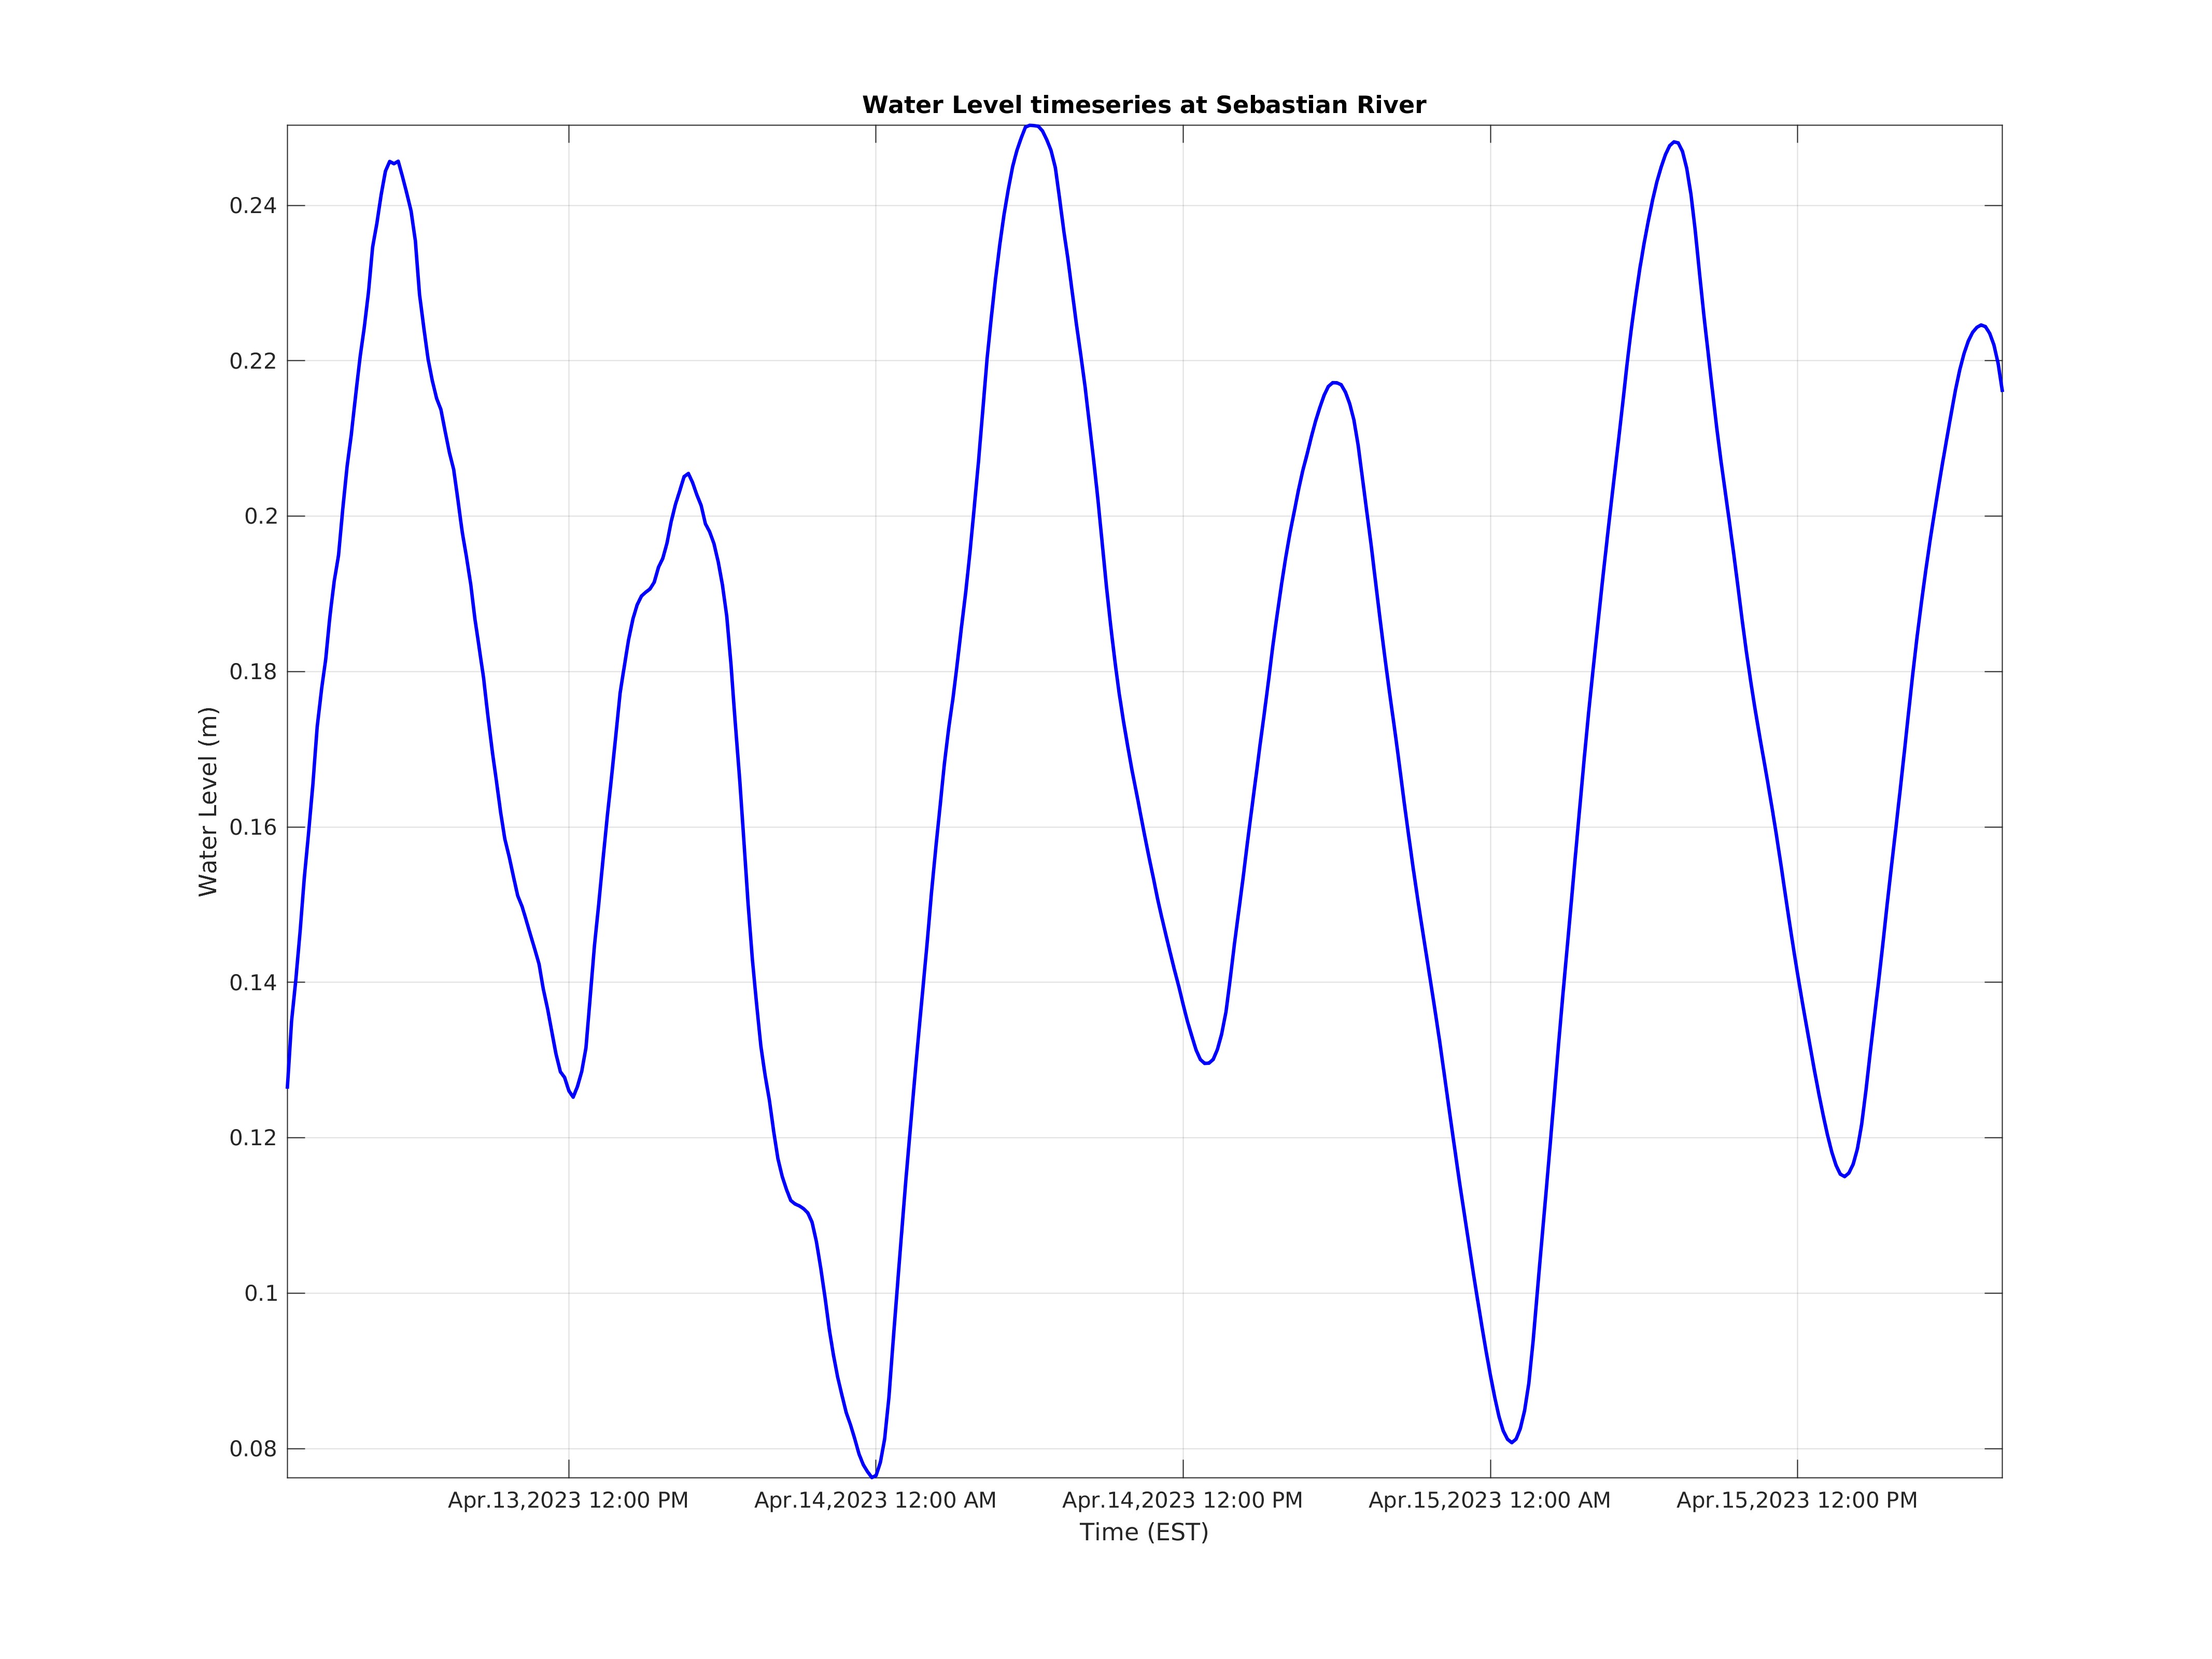 Water Level timeseries at Sebastian River
0.24
0.22
0.2
0.18
0.16
0.14
0.12
0.1
0.08
Water Level (m)
Apr.13,2023 12:00 PM
Apr.14,2023 12:00 AM
Apr.14,2023 12:00 PM
Apr.15,2023 12:00 AM
Apr.15,2023 12:00 PM
Time (EST)